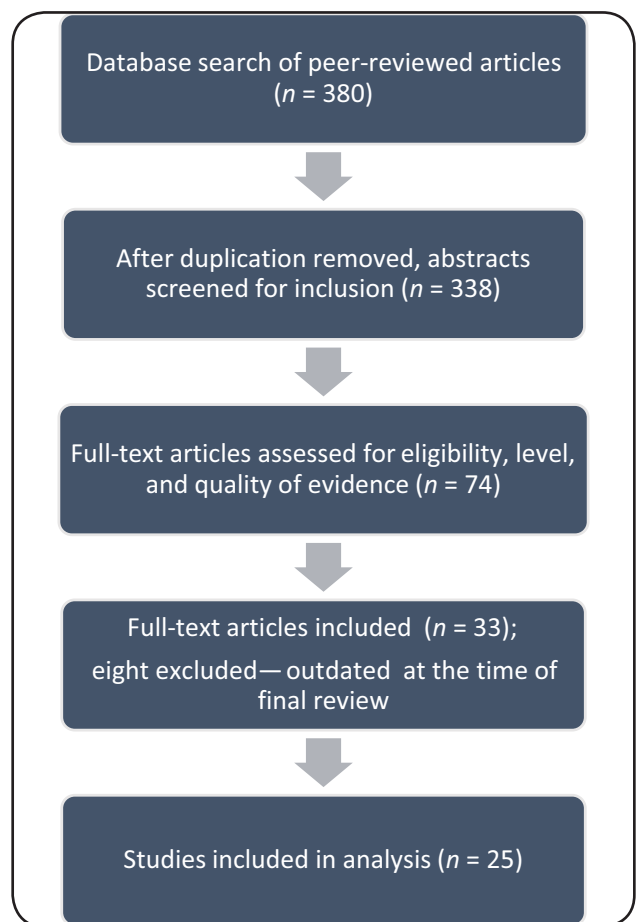 Database search of peer-reviewed articles
(n = 380)
After duplication removed, abstracts
screened for inclusion (n = 338)
Full-text articles assessed for eligibility, level,
and quality of evidence (n = 74)
Full-text articles included (n = 33);
eight excluded—outdated at the time of
final review
Studies included in analysis (n = 25)